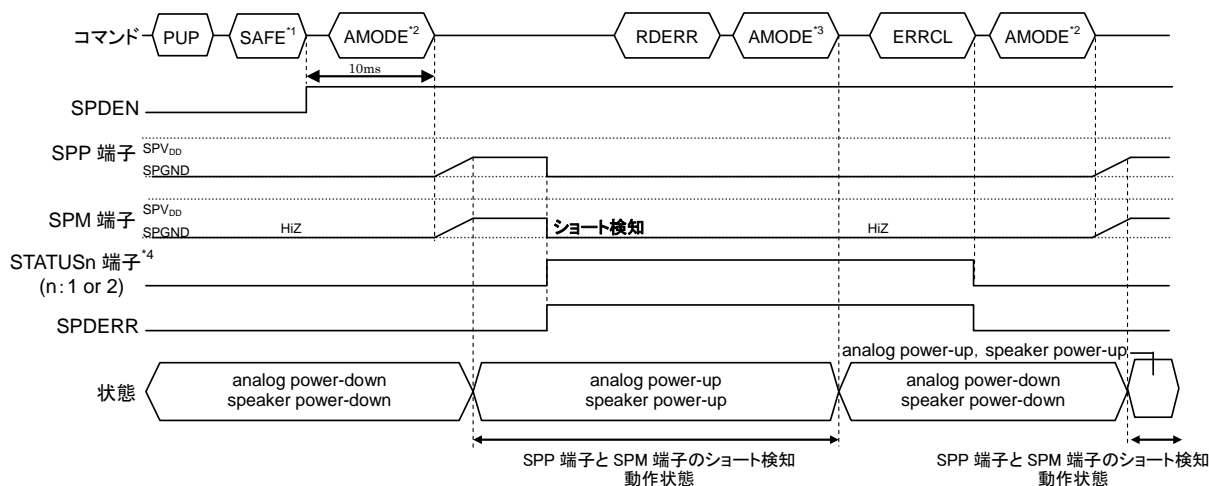 コマンド PUP SAFE*1 AMODE*2 RDERR AMODE*3 ERRCL AMODE*2
10ms
SPDEN
SPP 端子 SPVDD
SPGND
SPM 端子 SPVDD
SPGND HiZ ショート検知 HiZ
STATUSn 端子*4
(n：1 or 2)
SPDERR
analog power-up, speaker power-up
状態 analog power-down analog power-up analog power-down
speaker power-down speaker power-up speaker power-down
SPP 端子と SPM 端子のショート検知 SPP 端子と SPM 端子のショート検知
動作状態 動作状態